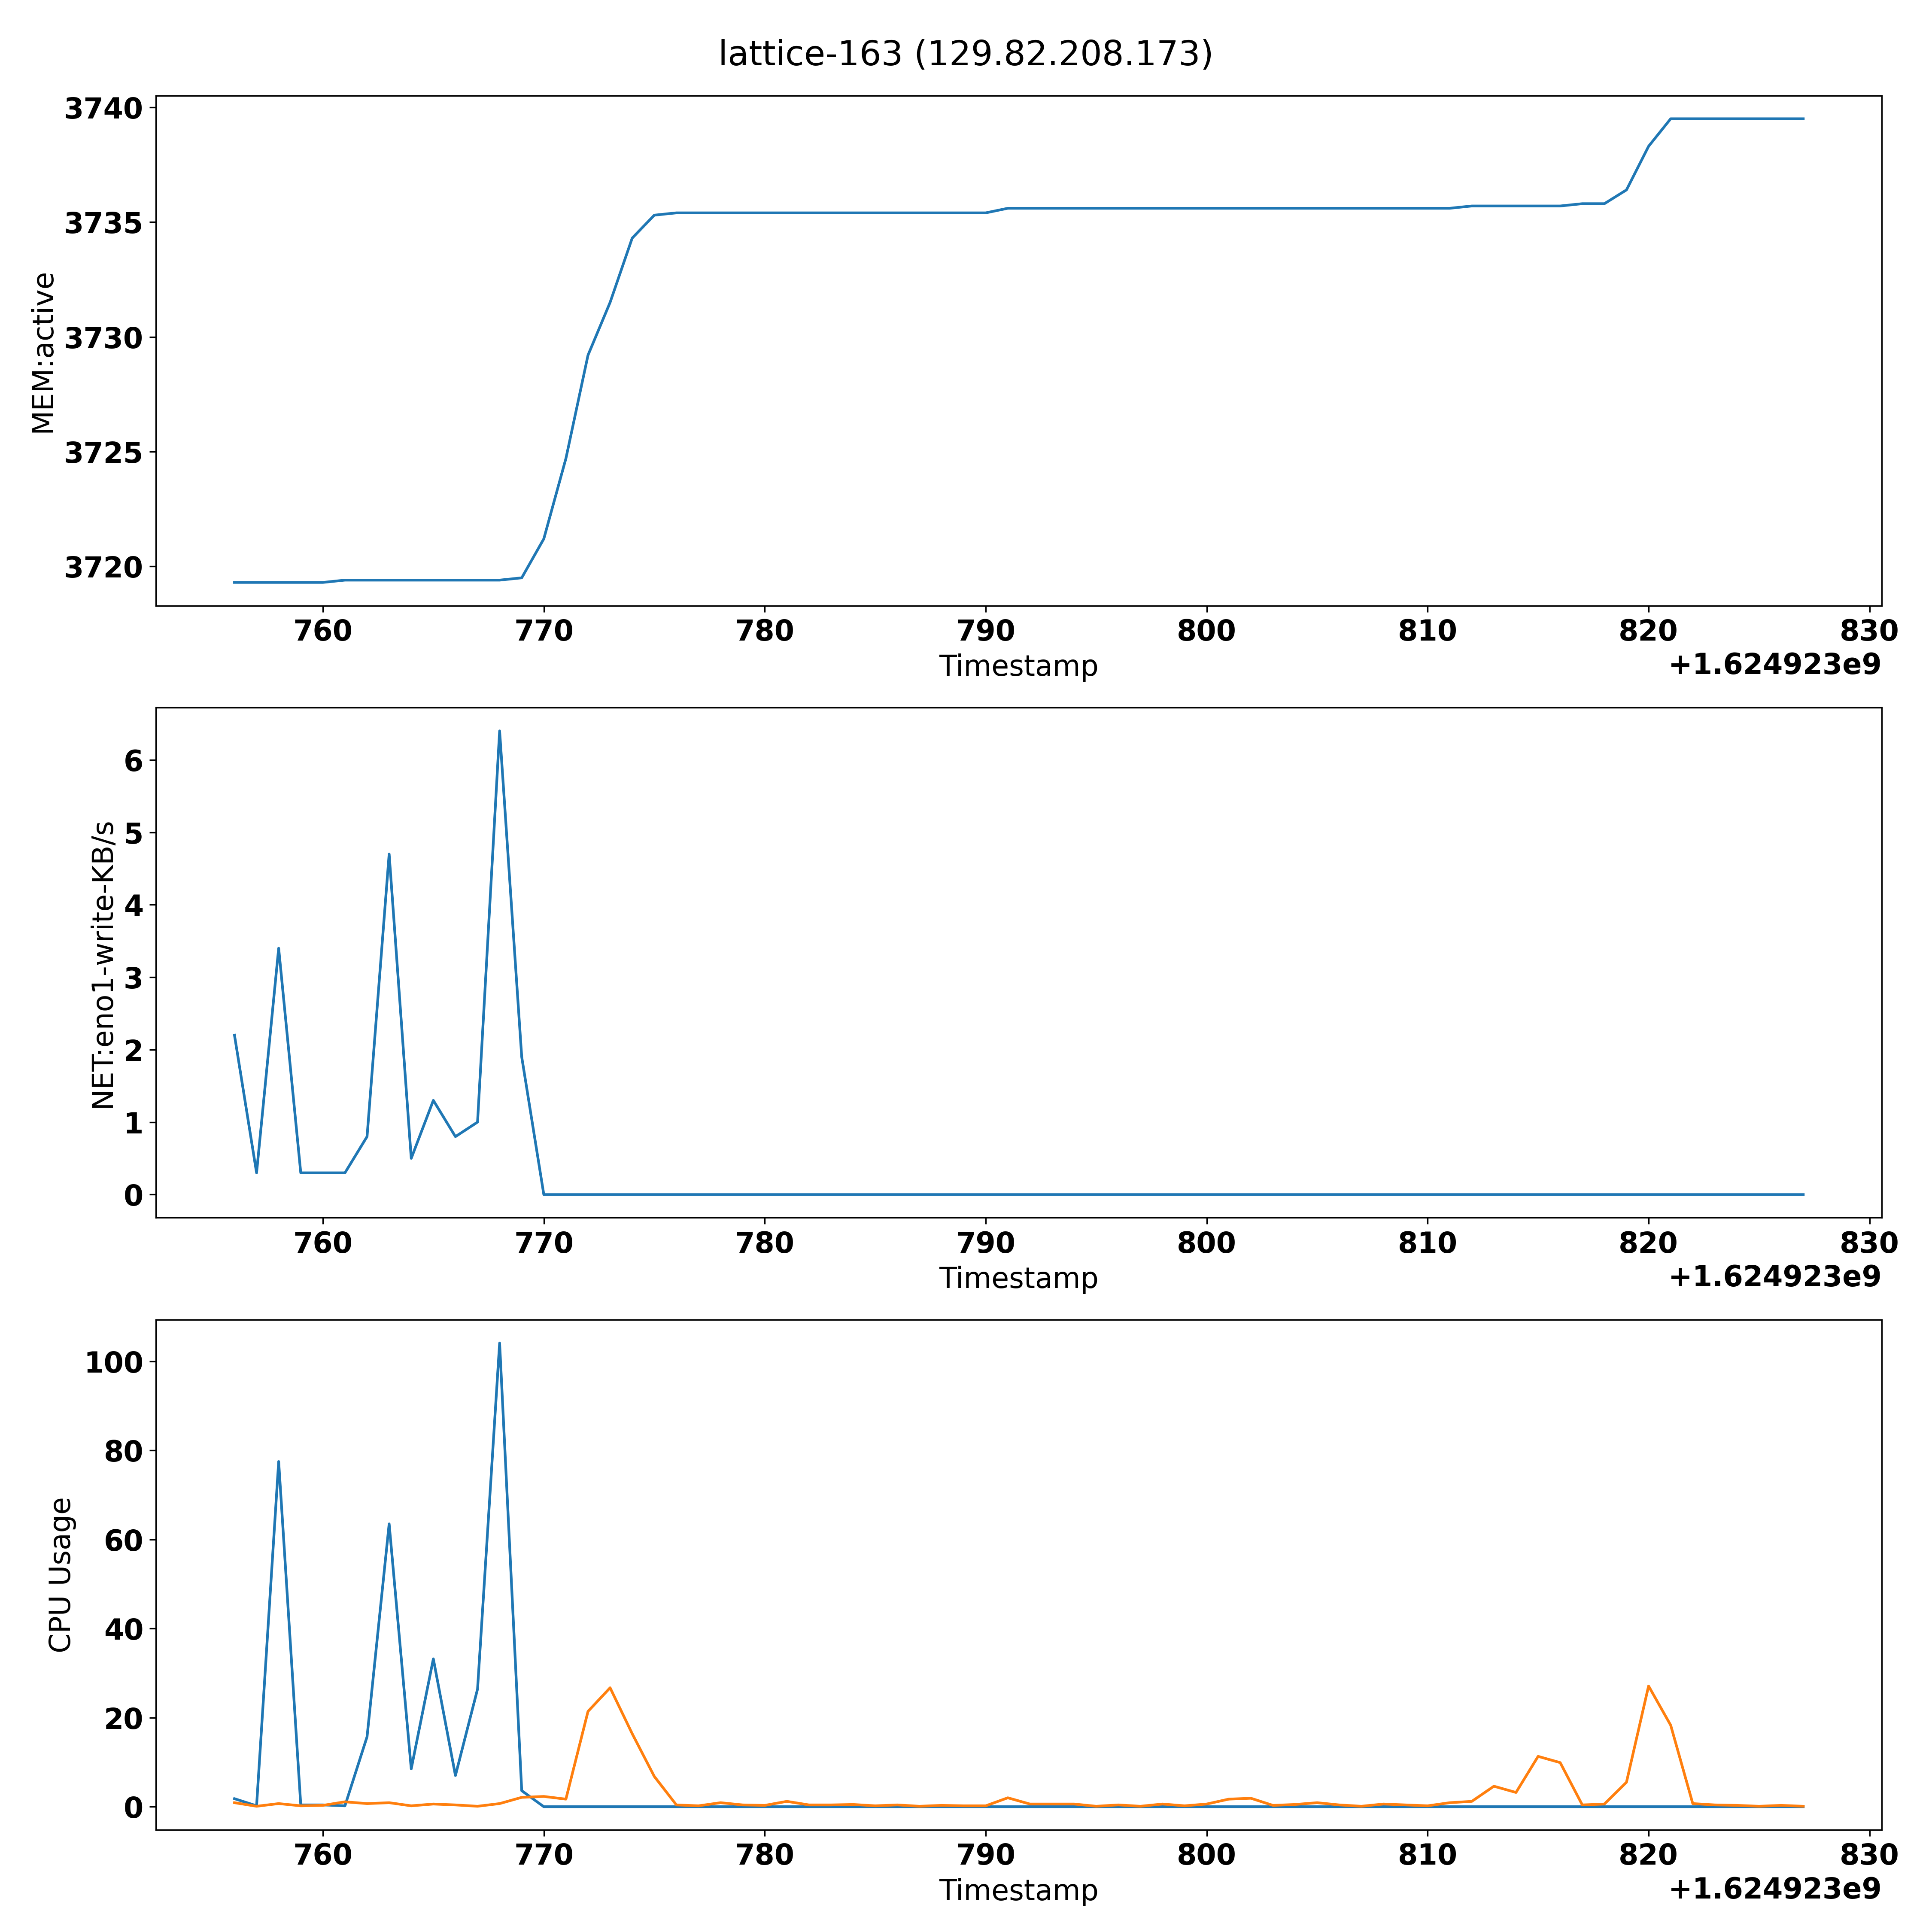 lattice-163 (129.82.208.173)
3740
3735
3730
3725
3720
MEM:active
760 770 780 790 800 810 820 830
Timestamp
+1.624923e9
6
5
4
3
2
1
0
NET:eno1-write-KB/s
760 770 780 790 800 810 820 830
Timestamp
+1.624923e9
100
80
60
40
20
0
CPU Usage
760 770 780 790 800 810 820 830
Timestamp
+1.624923e9